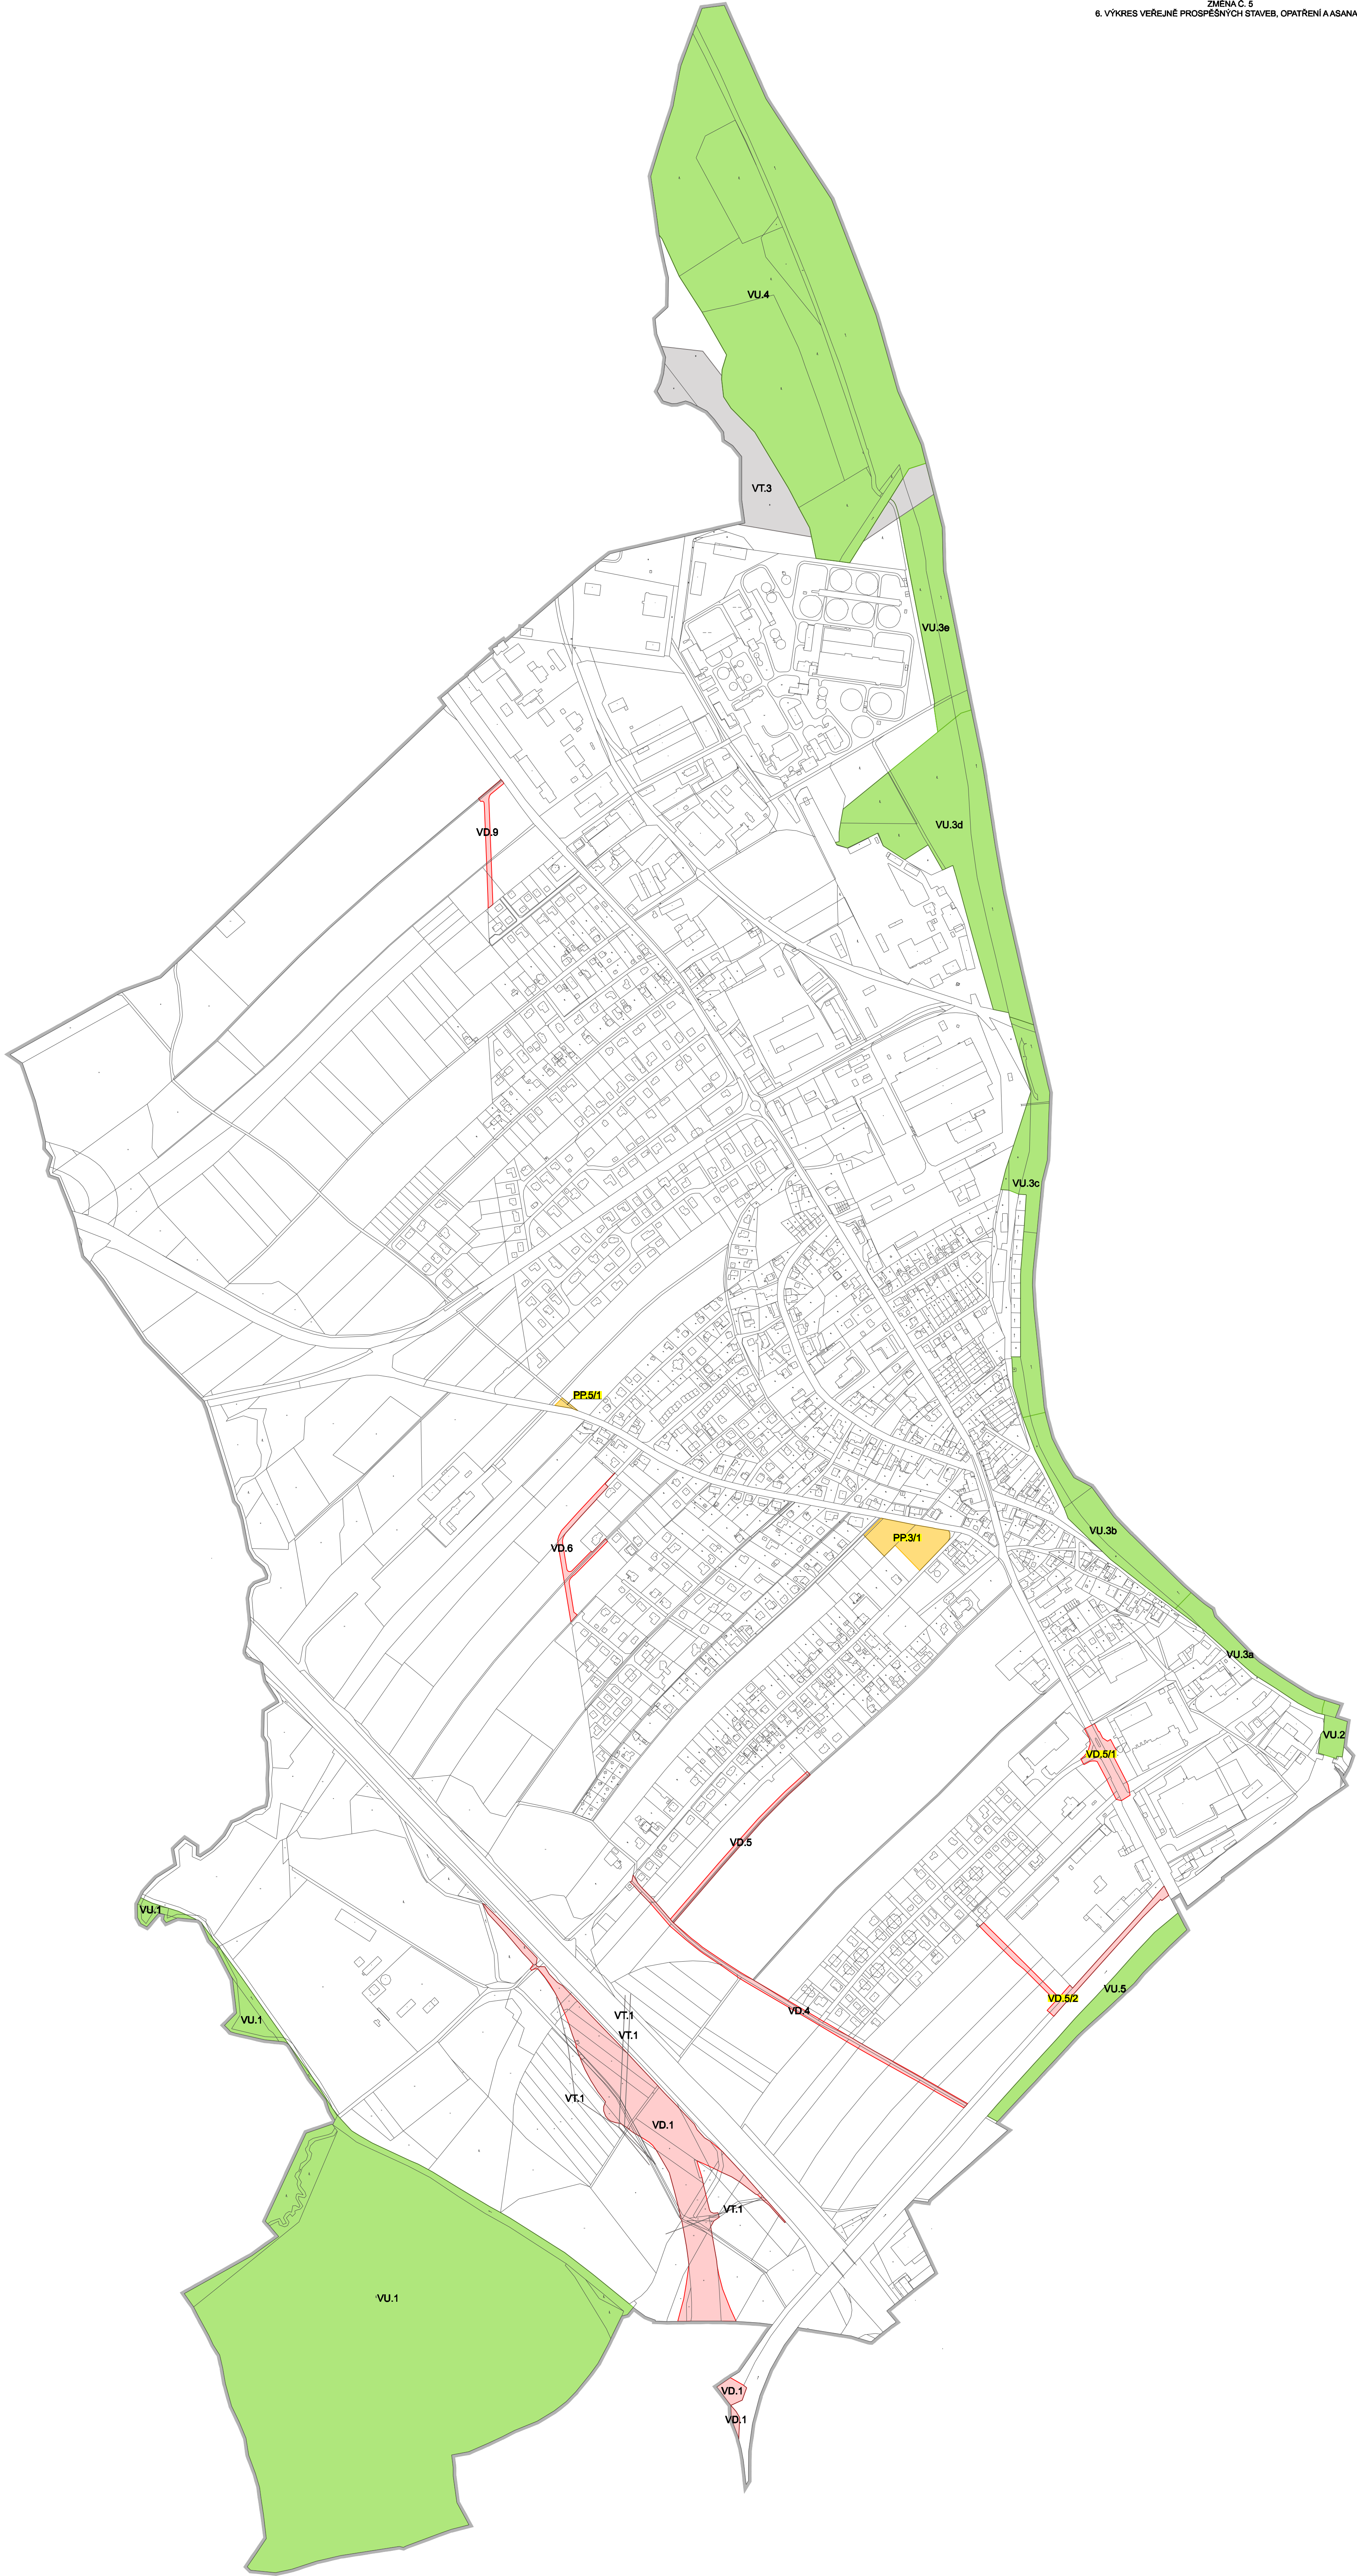 ZMĚNA Č. 5
6. VÝKRES VEŘEJNĚ PROSPĚŠNÝCH STAVEB, OPATŘENÍ A ASANA
VU.4
VT.3
VU.3e
VU.3d
VD.9
VU.3c
PP.5/1
VU.3b
PP.3/1
VD.6
VU.3a
VU.2
VD.5/1
VD.5
VU.1
VU.5
VD.5/2
VD.4
VT.1
VU.1
VT.1
VT.1
VD.1
VT.1
VU.1
VD.1
VD.1